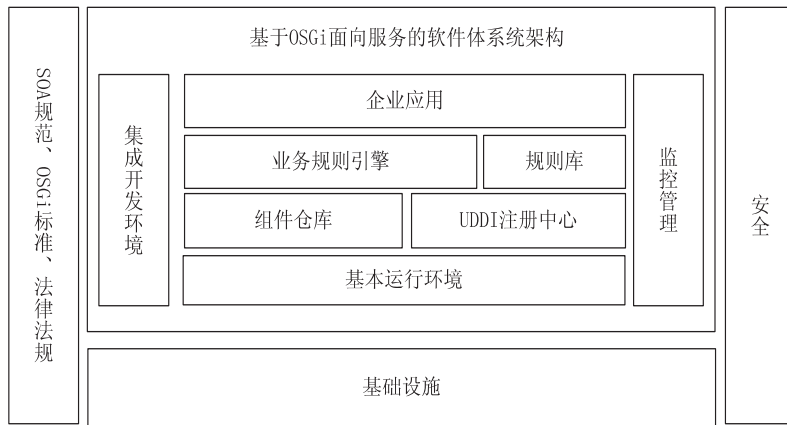 SOA规范、OSGi标准、法律法规
基于OSGi面向服务的软件体系统架构
集成开发环境
企业应用
业务规则引擎
规则库
组件仓库
UDDI注册中心
基本运行环境
监控管理
安全
基础设施